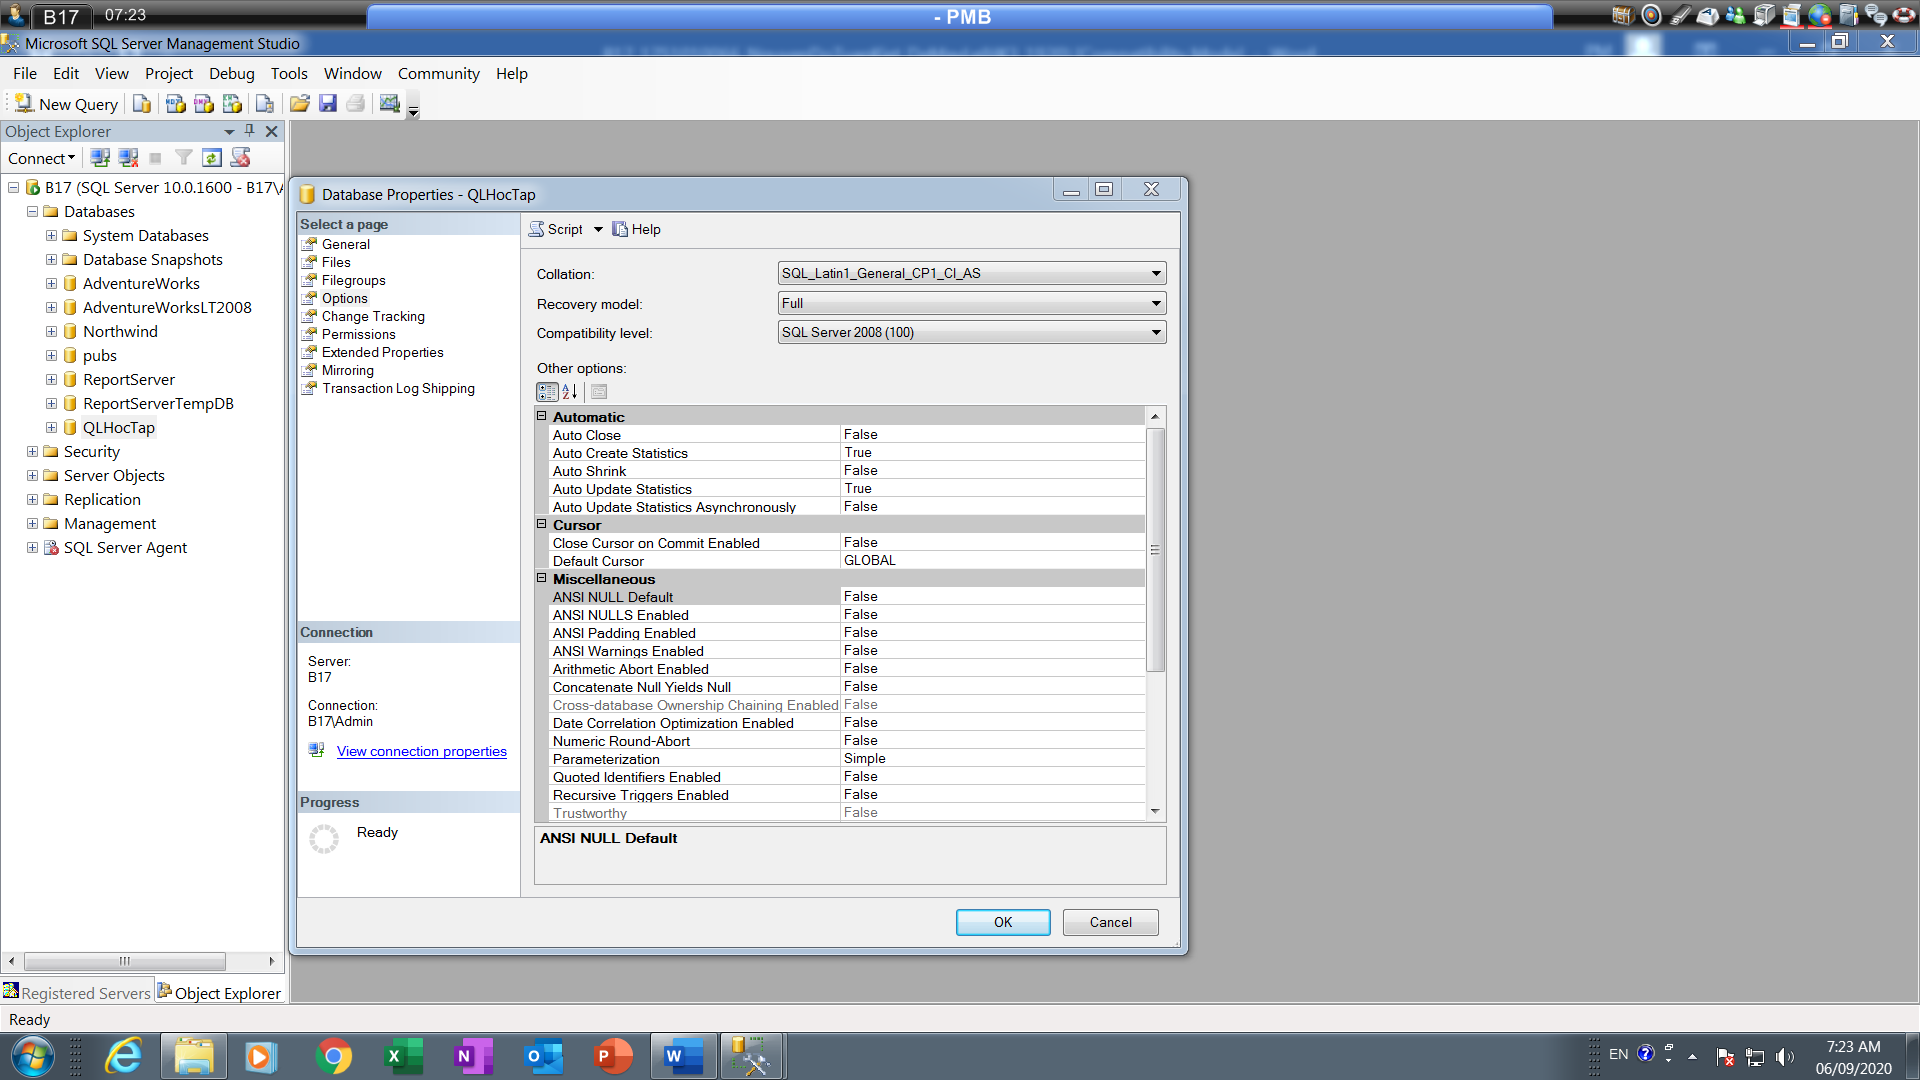 B17
07:23
- PMB
Microsoft SQL Server Management Studio
File Edit View Project Debug Tools Window Community Help
New Query
Object Explorer
Connect
B17 (SQL Server 10.0.1600 - B17\
Databases
System Databases
Database Snapshots
AdventureWorks
AdventureWorksLT2008
Northwind
pubs
ReportServer
ReportServerTempDB
QLHocTap
Security
Server Objects
Replication
Management
SQL Server Agent
Registered Servers
Object Explorer
Database Properties - QLHocTap
Select a page
General
Files
Filegroups
Options
Change Tracking
Permissions
Extended Properties
Mirroring
Transaction Log Shipping
Connection
Server:
B17
Connection:
B17\Admin
View connection properties
Progress
Ready
Script Help
Collation: SQL_Latin1_General_CP1_CI_AS
Recovery model: Full
Compatibility level: SQL Server 2008 (100)
Other options:
Automatic
Auto Close False
Auto Create Statistics True
Auto Shrink False
Auto Update Statistics True
Auto Update Statistics Asynchronously False
Cursor
Close Cursor on Commit Enabled False
Default Cursor GLOBAL
Miscellaneous
ANSI NULL Default False
ANSI NULLS Enabled False
ANSI Padding Enabled False
ANSI Warnings Enabled False
Arithmetic Abort Enabled False
Concatenate Null Yields Null False
Cross-database Ownership Chaining Enabled False
Date Correlation Optimization Enabled False
Numeric Round-Abort False
Parameterization Simple
Quoted Identifiers Enabled False
Recursive Triggers Enabled False
Trustworthy False
ANSI NULL Default
OK Cancel
Ready
EN
7:23 AM
06/09/2020